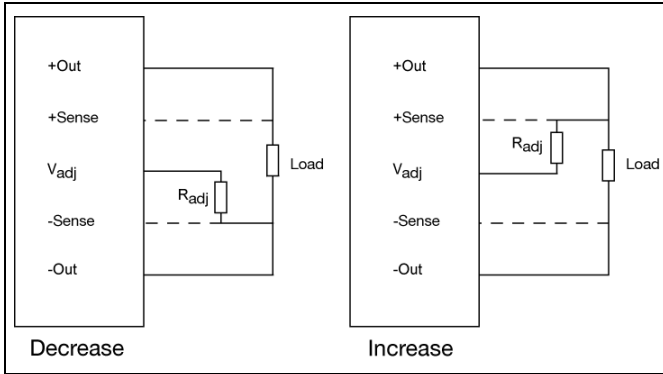 +Out
+Sense
Vadj
Radj
-Sense
-Out
Load
Decrease
+Out
+Sense
Radj
Vadj
-Sense
-Out
Load
Increase